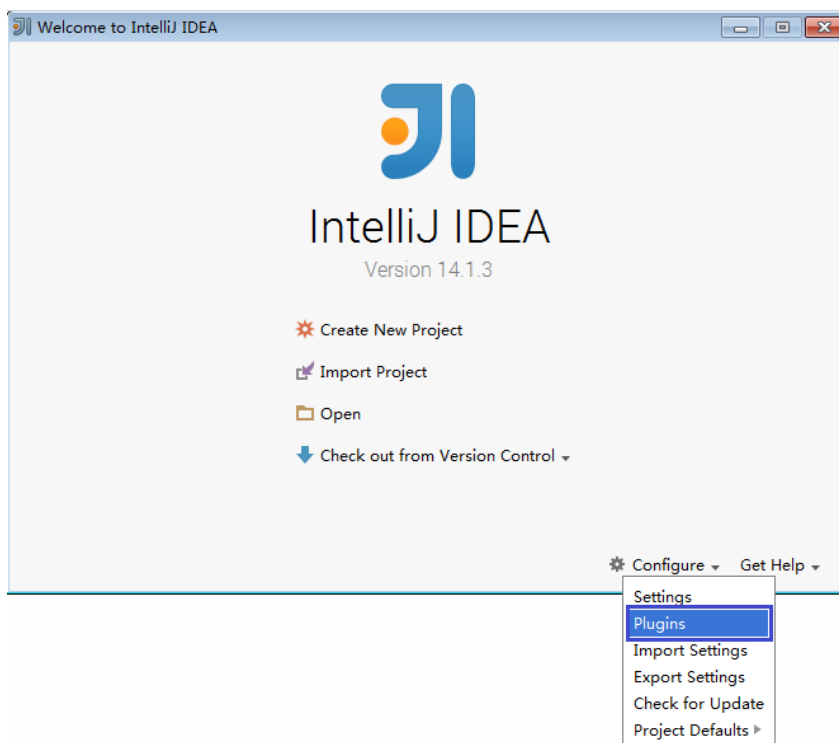 Welcome to IntelliJ IDEA
IntelliJ IDEA
Version 14.1.3
Create New Project
Import Project
Open
Check out from Version Control
Configure Get Help
Settings
Plugins
Import Settings
Export Settings
Check for Update
Project Defaults